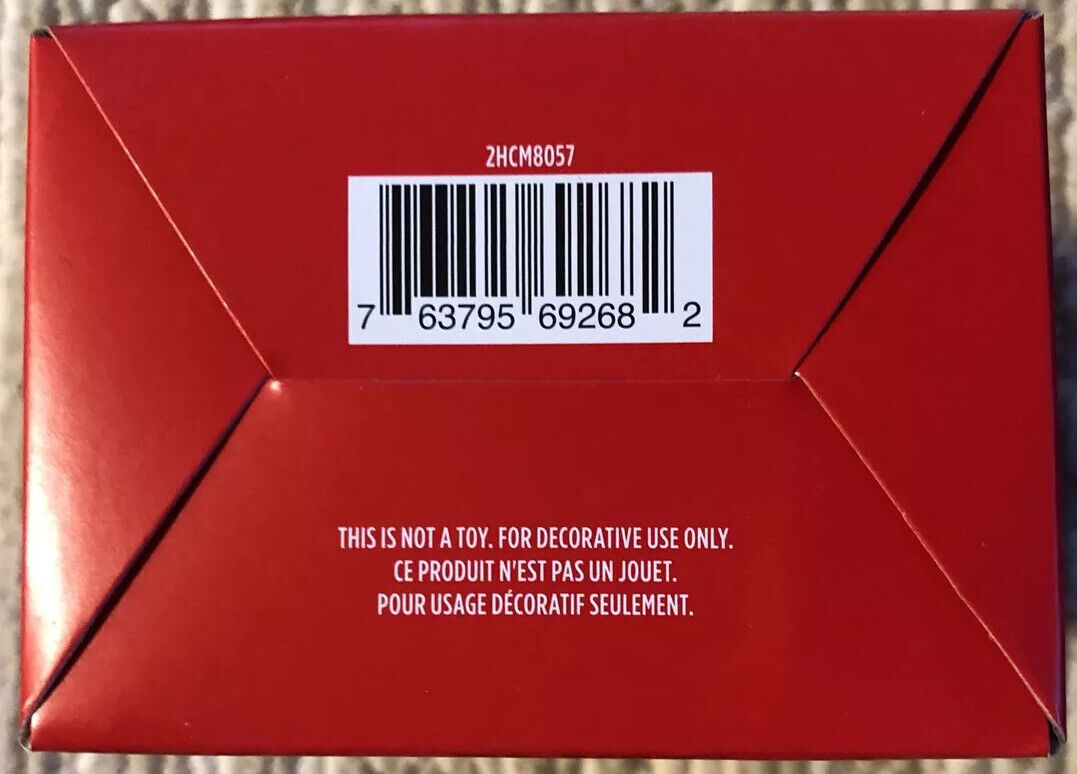 2HCM8057
7 63795 69268 2
THIS IS NOT A TOY. FOR DECORATIVE USE ONLY.
CE PRODUIT N'EST PAS UN JOUET.
POUR USAGE DÉCORATIF SEULEMENT.